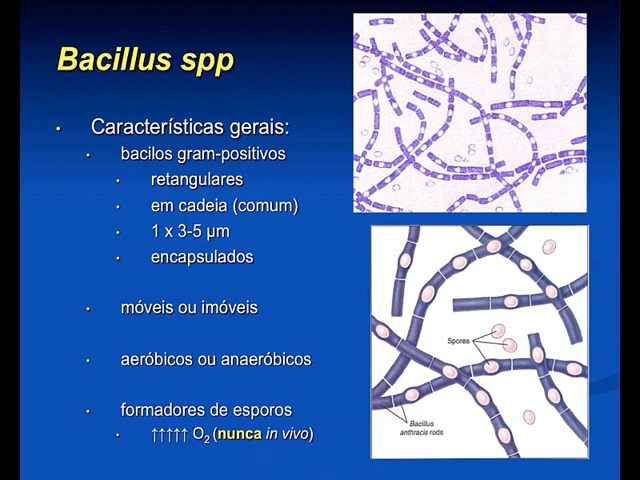 Bacillus spp
• Características gerais:
• bacilos gram-positivos
• retangulares
• em cadeia (comum)
• 1 x 3-5 µm
• encapsulados
• móveis ou imóveis
• aeróbicos ou anaeróbicos
• formadores de esporos
• ↑↑↑↑↑ O₂ (nunca in vivo)
Spores
Bacillus
anthracis rods